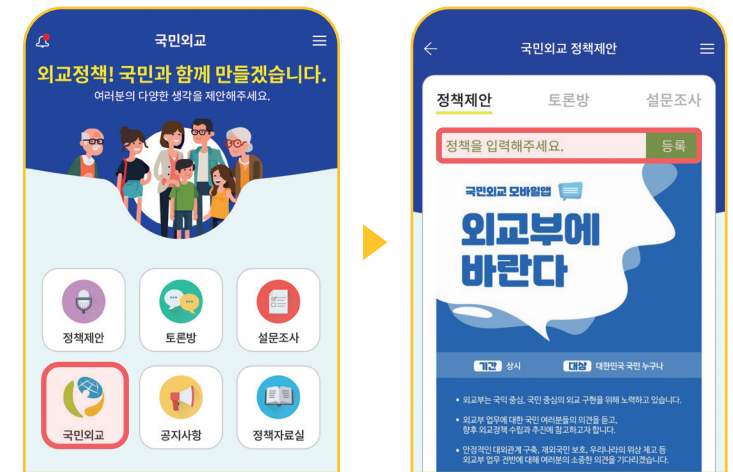 국민외교
외교정책! 국민과 함께 만들겠습니다.
여러분의 다양한 생각을 제안해주세요.
정책제안
토론방
설문조사
국민외교
공지사항
정책자료실
국민외교 정책제안
정책제안
토론방
설문조사
정책을 입력해주세요.
등록
국민외교 모바일앱
외교부에
바란다
기간 상시
대상 대한민국 국민 누구나
• 외교부는 국익 중심, 국민 중심의 외교 구현을 위해 노력하고 있습니다.
• 외교부 업무에 대한 국민 여러분들의 의견을 듣고,
향후 외교정책 수립과 추진에 참고하고자 합니다.
• 안정적인 대외관계 구축, 재외국민 보호, 우리나라의 위상 제고 등
외교부 업무 전반에 대해 여러분의 소중한 의견을 기다리겠습니다.